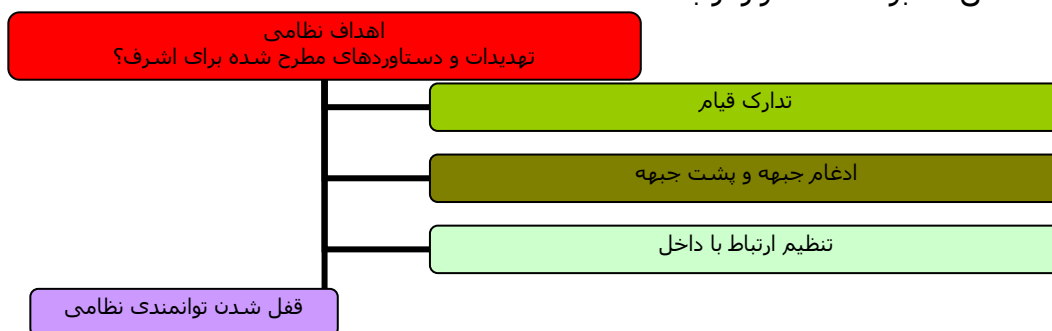 اهداف نظامی
تهدیدات و دستاوردهای مطرح شده برای اشرف؟
تدارک قیام
ادغام جبهه و پشت جبهه
تنظیم ارتباط با داخل
قفل شدن توانمندی نظامی